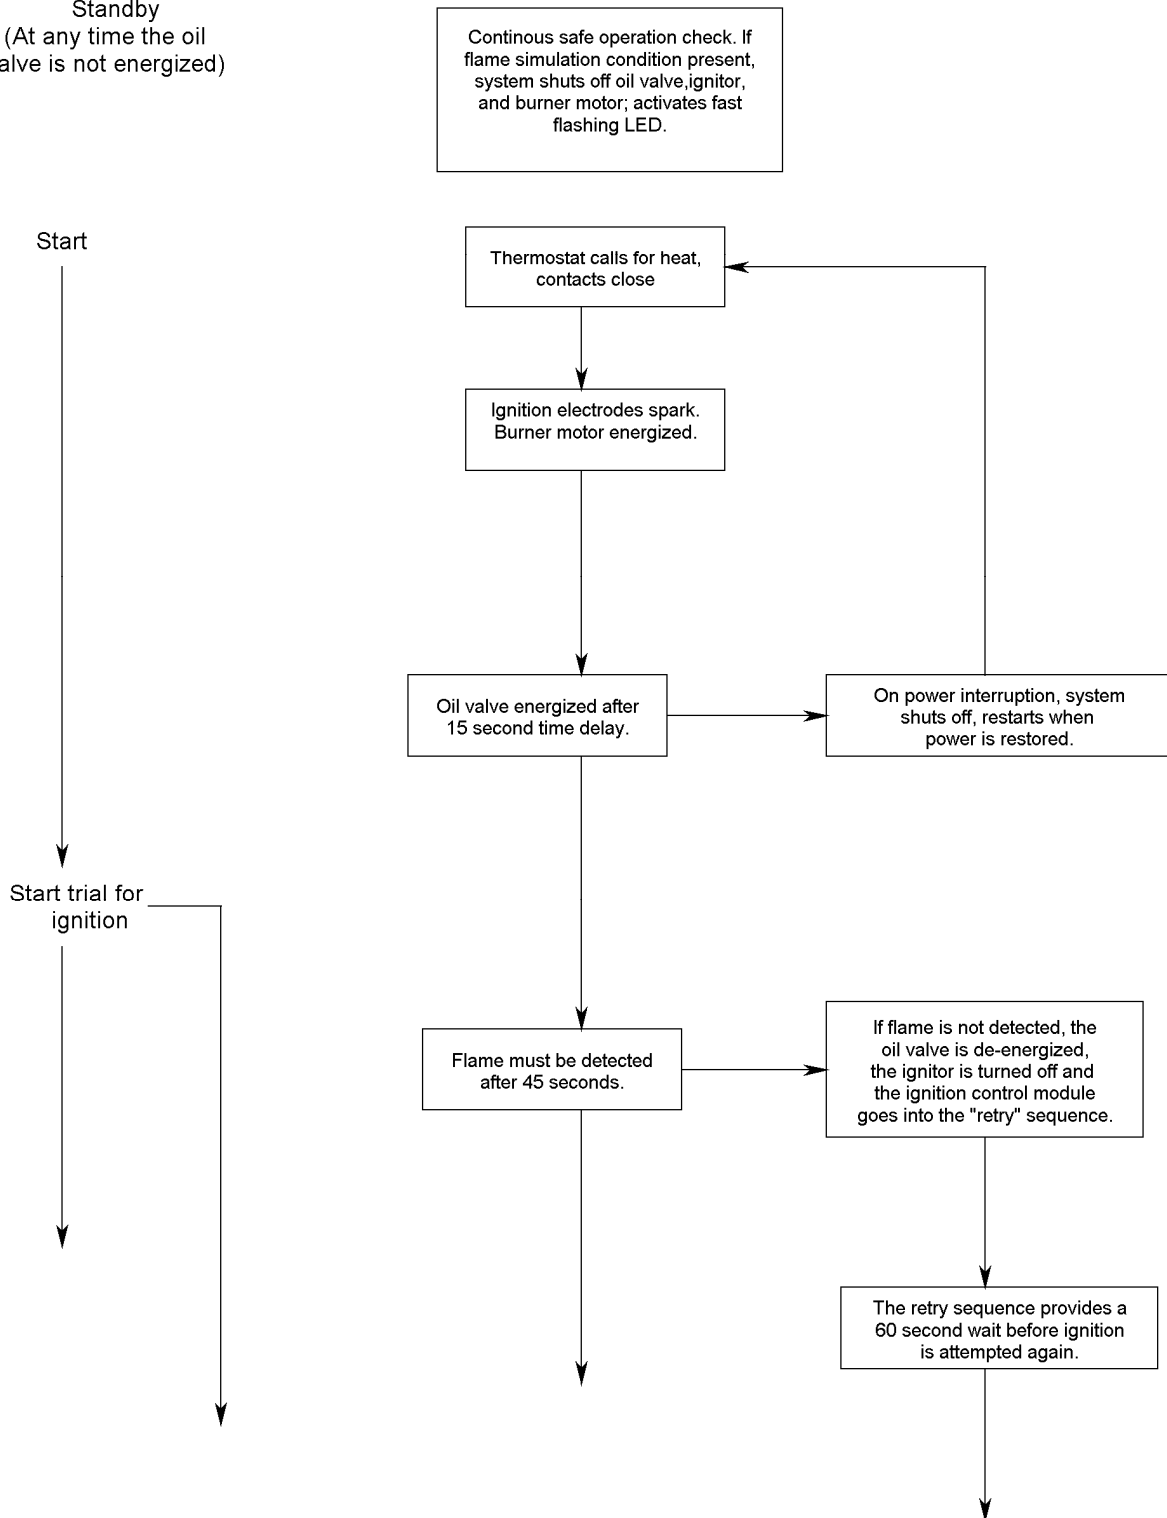 Standby
(At any time the oil
alve is not energized)
Continous safe operation check. If
flame simulation condition present,
system shuts off oil valve,ignitor,
and burner motor; activates fast
flashing LED.
Start
Thermostat calls for heat,
contacts close
Ignition electrodes spark.
Burner motor energized.
Oil valve energized after
15 second time delay.
On power interruption, system
shuts off, restarts when
power is restored.
Start trial for
ignition
Flame must be detected
after 45 seconds.
If flame is not detected, the
oil valve is de-energized,
the ignitor is turned off and
the ignition control module
goes into the "retry" sequence.
The retry sequence provides a
60 second wait before ignition
is attempted again.